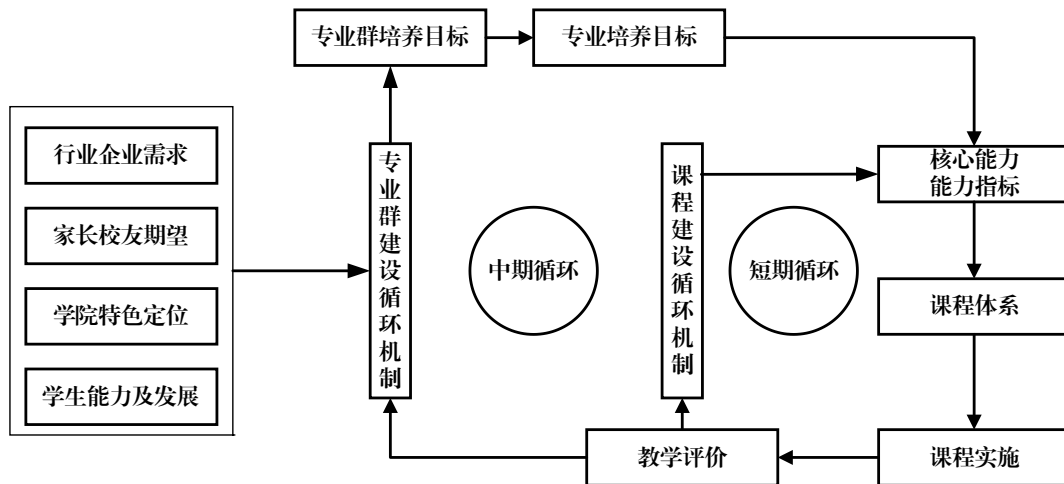 专业群培养目标
专业培养目标
行业企业需求
家长校友期望
学院特色定位
学生能力及发展
专业群建设循环机制
中期循环
课程建设循环机制
短期循环
核心能力
能力指标
课程体系
教学评价
课程实施